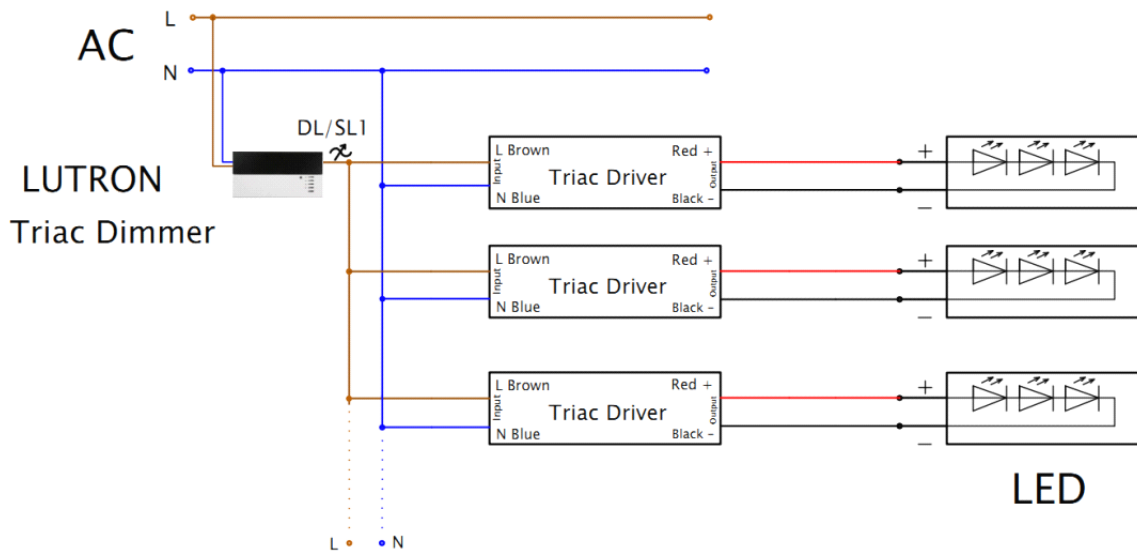 L
AC
N
DL/SL1
LUTRON
Triac Dimmer
L Brown
Input
N Blue
Triac Driver
Red +
Output
Black -
+
−
L Brown
Input
N Blue
Triac Driver
Red +
Output
Black -
+
−
L Brown
Input
N Blue
Triac Driver
Red +
Output
Black -
+
−
LED
L
N